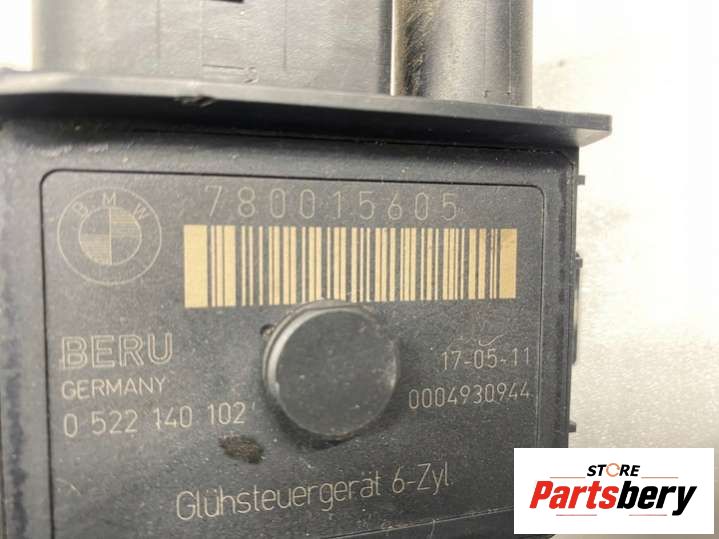 BMW
780015605
BERU
GERMANY
0 522 140 102
17-05-11
0004930944
Glühsteuergerät 6-Zyl.
STORE
Partsbery